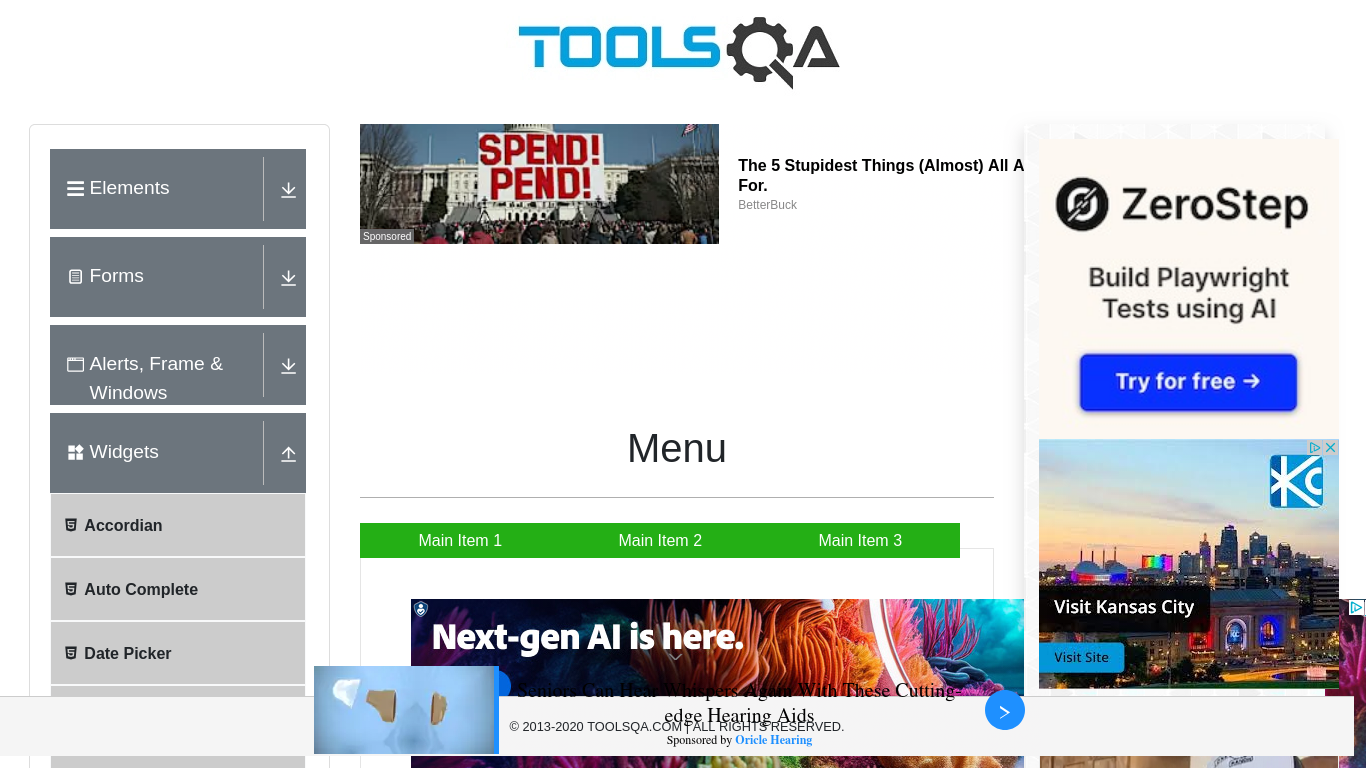 TOOLSQA
Elements
Forms
Alerts, Frame &
Windows
Widgets
Accordian
Auto Complete
Date Picker
SPEND!
PEND!
Sponsored
The 5 Stupidest Things (Almost) All A
For.
BetterBuck
Menu
Main Item 1
Main Item 2
Main Item 3
Next-gen AI is here.
ZeroStep
Build Playwright
Tests using AI
Try for free →
KC
Visit Kansas City
Visit Site
Seniors Can Hear Whispers Again With These Cutting-
edge Hearing Aids
Sponsored by Oricle Hearing
© 2013-2020 TOOLSQA.COM | ALL RIGHTS RESERVED.